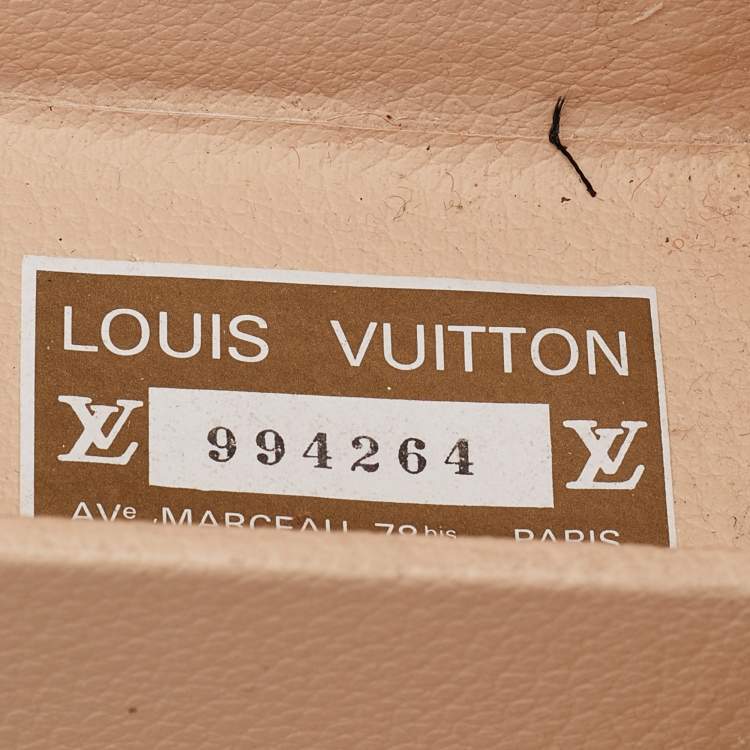 LOUIS VUITTON
LV 994264 LV
AVe .MARCEAU 78bis PARIS